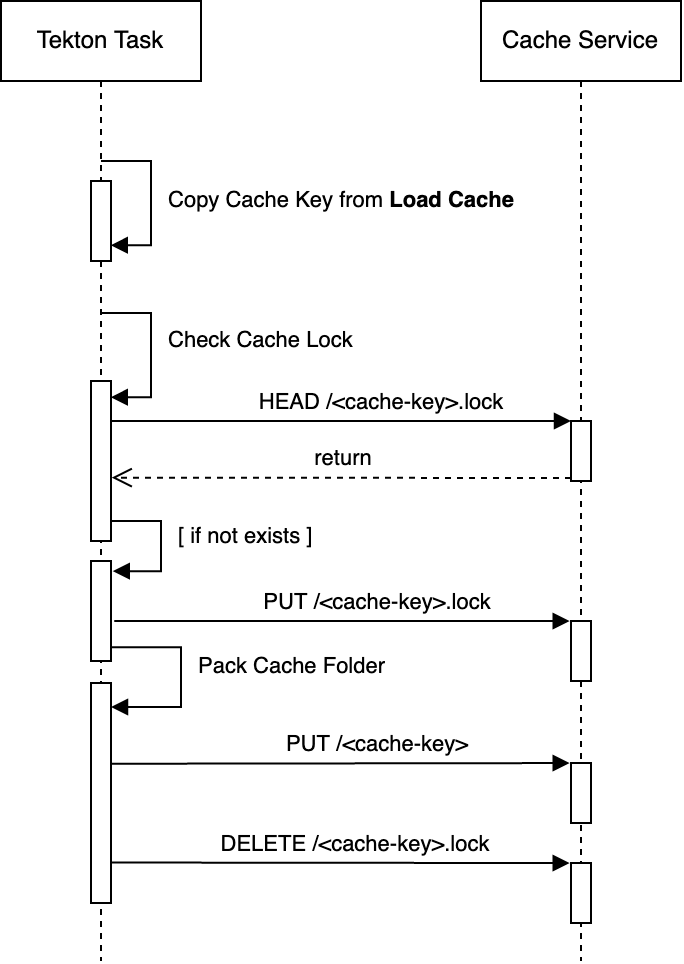 Tekton Task
Cache Service
Copy Cache Key from Load Cache
Check Cache Lock
HEAD /<cache-key>.lock
return
[ if not exists ]
PUT /<cache-key>.lock
Pack Cache Folder
PUT /<cache-key>
DELETE /<cache-key>.lock